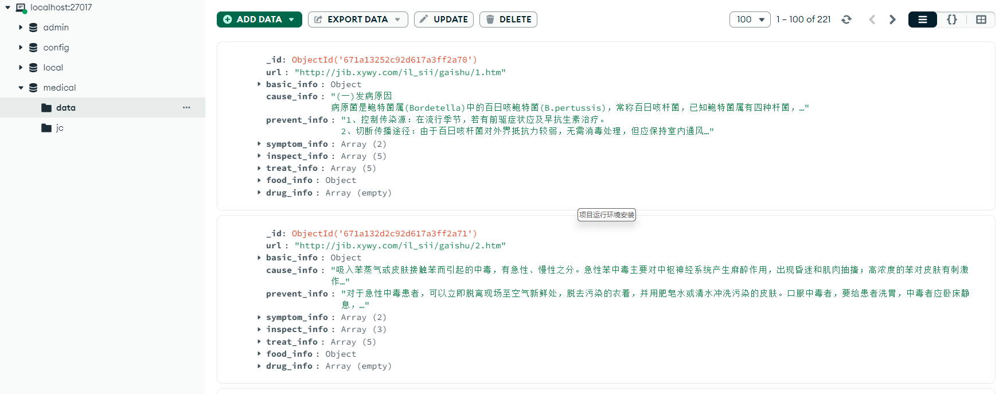 localhost:27017
admin
config
local
medical
data
jc
ADD DATA
EXPORT DATA
UPDATE
DELETE
100
1 – 100 of 221
_id: ObjectId('671a13252c92d617a3ff2a70')
url : "http://jib.xywy.com/il_sii/gaishu/1.htm"
basic_info : Object
cause_info : "(一)发病原因
病原菌是鲍特菌属(Bordetella)中的百日咳鲍特菌(B.pertussis)，常称百日咳杆菌，已知鲍特菌属有四种杆菌，…"
prevent_info : "1、控制传染源：在流行季节，若有前驱症状应及早抗生素治疗。
2、切断传播途径：由于百日咳杆菌对外界抵抗力较弱，无需消毒处理，但应保持室内通风…"
symptom_info : Array (2)
inspect_info : Array (5)
treat_info : Array (5)
food_info : Object
drug_info : Array (empty)
项目运行环境安装
_id: ObjectId('671a132d2c92d617a3ff2a71')
url : "http://jib.xywy.com/il_sii/gaishu/2.htm"
basic_info : Object
cause_info : "吸入苯蒸气或皮肤接触苯而引起的中毒，有急性、慢性之分。急性苯中毒主要对中枢神经系统产生麻醉作用，出现昏迷和肌肉抽搐；高浓度的苯对皮肤有刺激
作…"
prevent_info : "对于急性中毒患者，可以立即脱离现场至空气新鲜处，脱去污染的衣着，并用肥皂水或清水冲洗污染的皮肤。口服中毒者，要给患者洗胃，中毒者应卧床静
息，…"
symptom_info : Array (2)
inspect_info : Array (3)
treat_info : Array (5)
food_info : Object
drug_info : Array (empty)